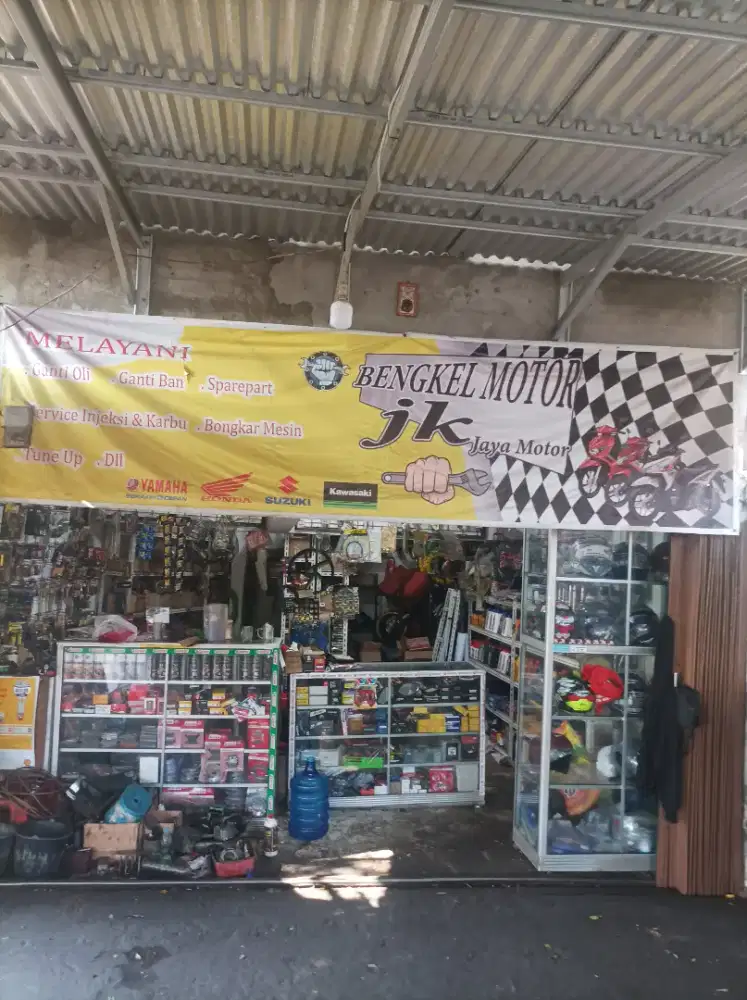 MELAYANI
. Ganti Oli . Ganti Ban . Sparepart
Service Injeksi & Karbu . Bongkar Mesin
. Tune Up . Dll
YAMAHA
HONDA
SUZUKI
Kawasaki
BENGKEL MOTOR
jk
Jaya Motor